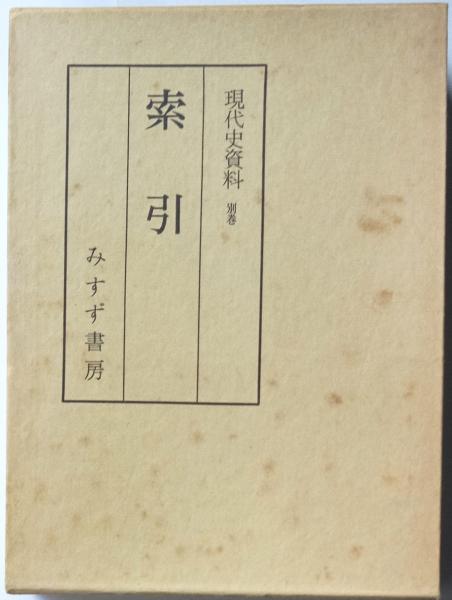 現代史資料 別巻
索引
みすず書房